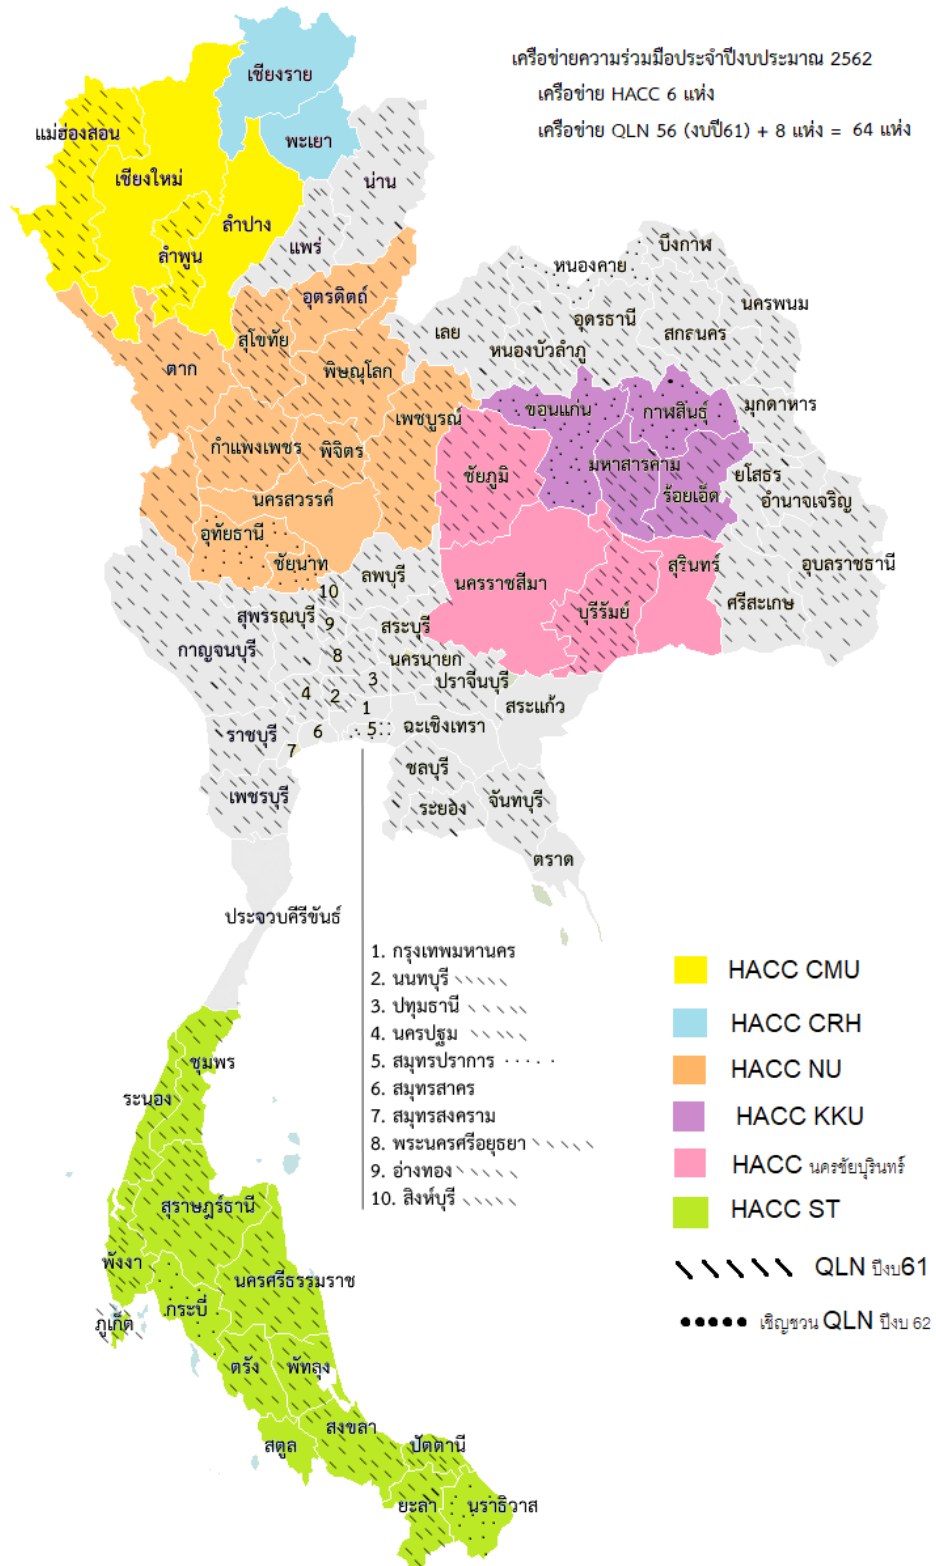 เครือข่ายความร่วมมือประจำปีงบประมาณ 2562
เครือข่าย HACC 6 แห่ง
เครือข่าย QLN 56 (งบปี61) + 8 แห่ง = 64 แห่ง
เชียงราย
พะเยา
แม่ฮ่องสอน
เชียงใหม่
น่าน
ลำปาง
ลำพูน
แพร่
อุตรดิตถ์
สุโขทัย
ตาก
พิษณุโลก
เพชบูรณ์
กำแพงเพชร
พิจิตร
นครสวรรค์
อุทัยธานี
ชัยนาท
บึงกาฬ
หนองคาย
นครพนม
อุดรธานี
สกลนคร
เลย
หนองบัวลำภู
มุกดาหาร
ขอนแก่น
กาฬสินธุ์
มหาสารคาม
ร้อยเอ็ด
ยโสธร
อำนาจเจริญ
อุบลราชธานี
ศรีสะเกษ
ชัยภูมิ
นครราชสีมา
บุรีรัมย์
สุรินทร์
ลพบุรี
10
สุพรรณบุรี
9
สระบุรี
กาญจนบุรี
8
นครนายก
3
ปราจีนบุรี
4
2
1
สระแก้ว
ราชบุรี
6
5
ฉะเชิงเทรา
7
ชลบุรี
เพชรบุรี
ระยอง
จันทบุรี
ตราด
ประจวบคีรีขันธ์
1. กรุงเทพมหานคร
2. นนทบุรี
3. ปทุมธานี
4. นครปฐม
5. สมุทรปราการ
6. สมุทรสาคร
7. สมุทรสงคราม
8. พระนครศรีอยุธยา
9. อ่างทอง
10. สิงห์บุรี
HACC CMU
HACC CRH
HACC NU
HACC KKU
HACC นครชัยบุรินทร์
HACC ST
QLN ปีงบ61
เชิญชวน QLN ปีงบ 62
ชุมพร
ระนอง
สุราษฎร์ธานี
พังงา
นครศรีธรรมราช
กระบี่
ภูเก็ต
ตรัง
พัทลุง
สงขลา
สตูล
ปัตตานี
ยะลา
นราธิวาส